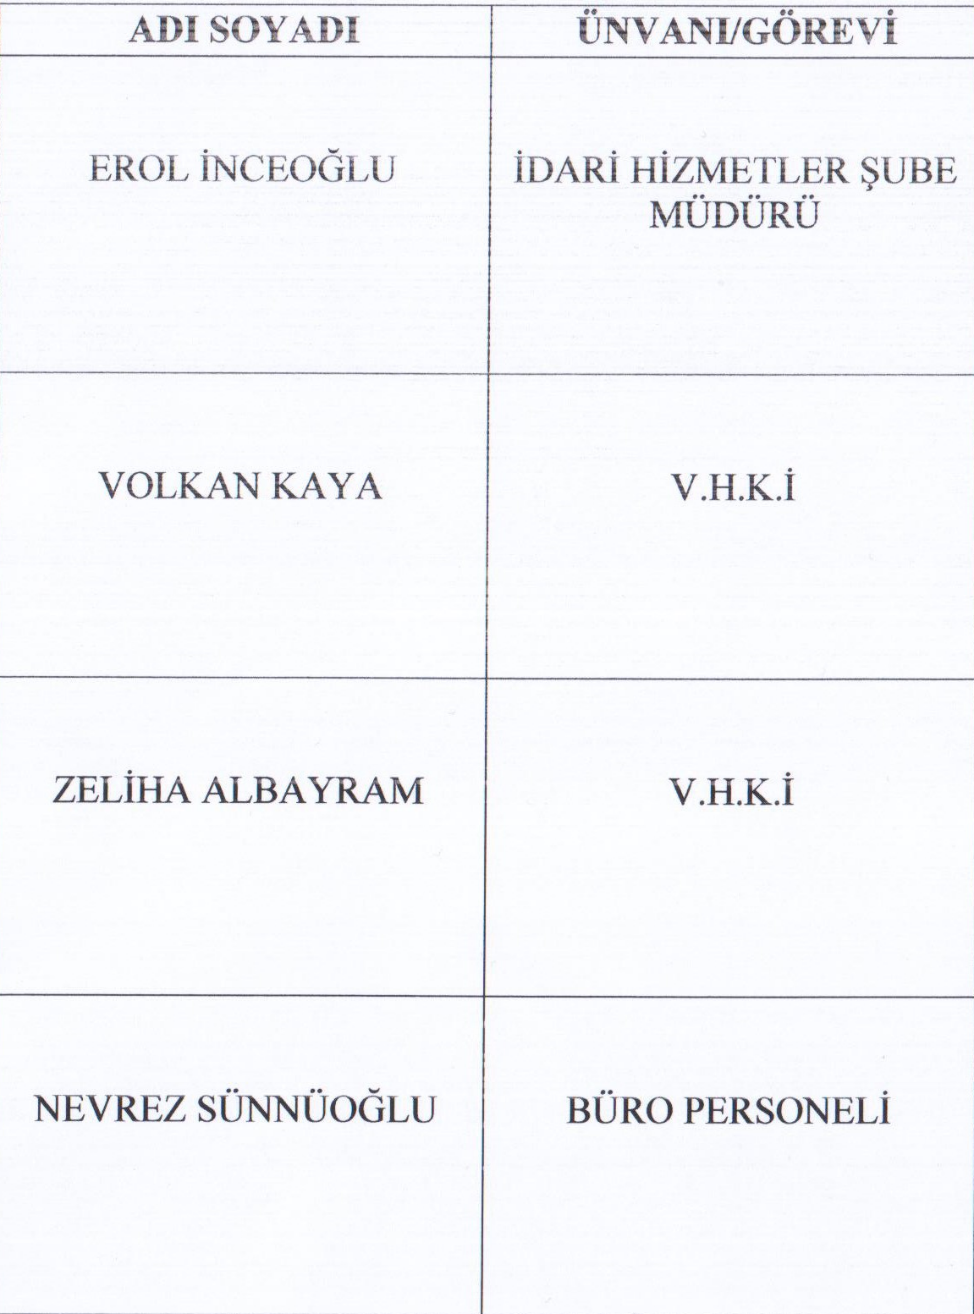 ADI SOYADI
ÜNVANI/GÖREVİ
EROL İNCEOĞLU
İDARİ HİZMETLER ŞUBE
MÜDÜRÜ
VOLKAN KAYA
V.H.K.İ
ZELİHA ALBAYRAM
V.H.K.İ
NEVREZ SÜNNÜOĞLU
BÜRO PERSONELİ